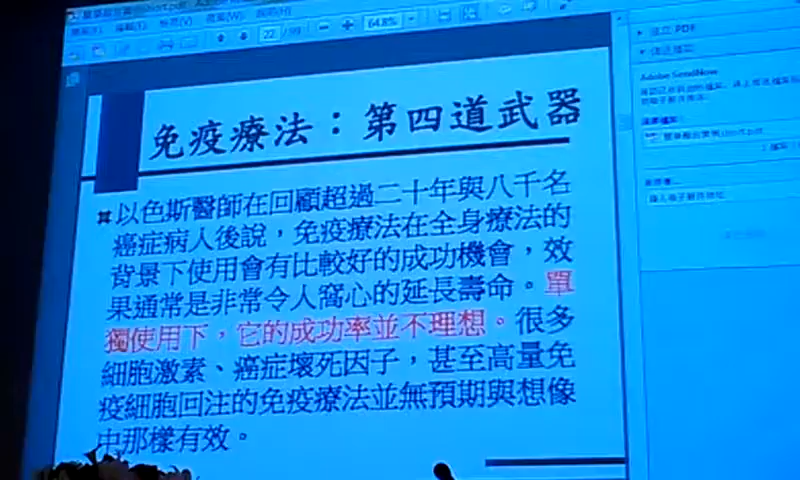 22
64.8%
Adobe SendNow
免疫療法：第四道武器
以色斯醫師在回顧超過二十年與八千名
癌症病人後說，免疫療法在全身療法的
背景下使用會有比較好的成功機會，效
果通常是非常令人窩心的延長壽命。單
獨使用下，它的成功率並不理想。很多
細胞激素、癌症壞死因子，甚至高量免
疫細胞回注的免疫療法並無預期與想像
中那樣有效。